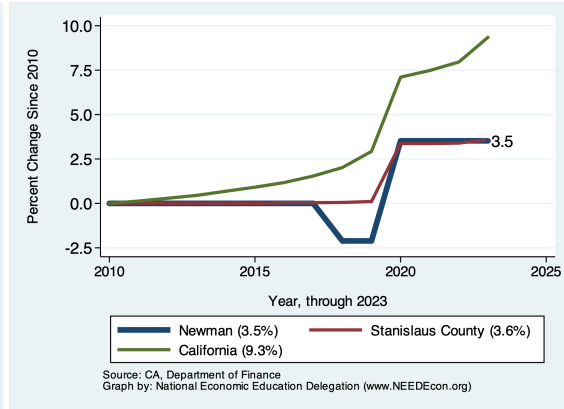 10.0
7.5
5.0
2.5
0.0
-2.5
Percent Change Since 2010
3.5
2010 2015 2020 2025
Year, through 2023
Newman (3.5%) Stanislaus County (3.6%)
California (9.3%)
Source: CA, Department of Finance
Graph by: National Economic Education Delegation (www.NEEDEcon.org)